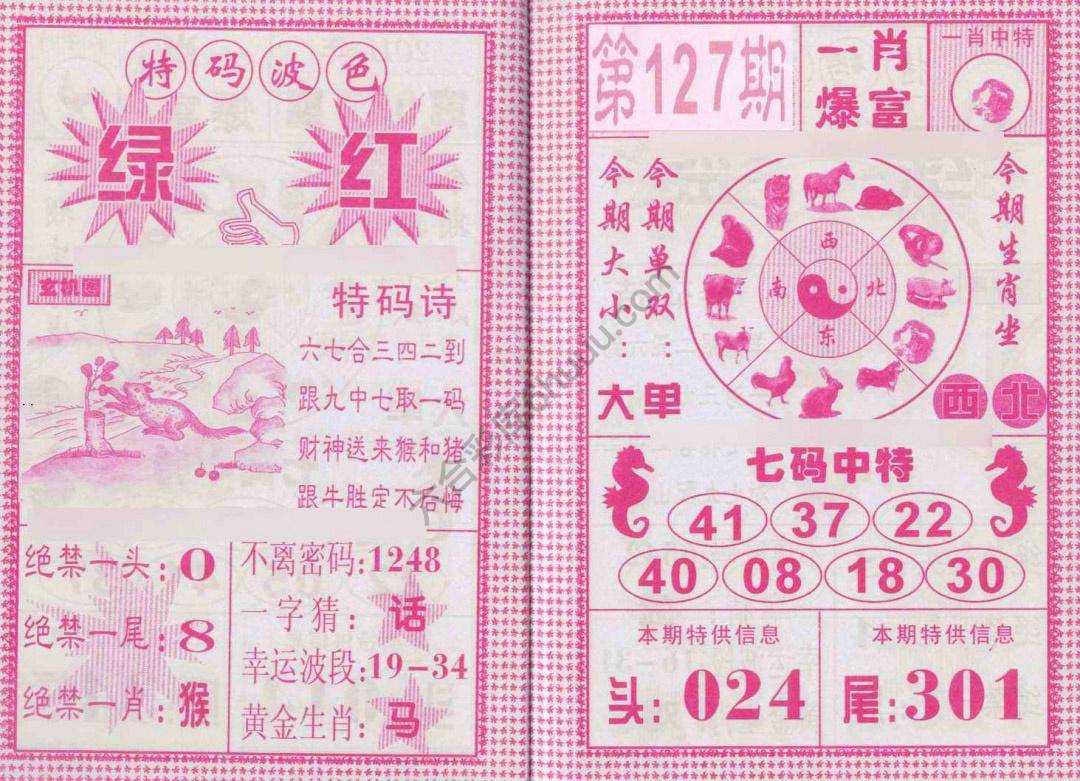 特码波色
绿 红
玄机图
特码诗
六七合三四二到
跟九中七取一码
财神送来猴和猪
跟牛胜定不后悔
绝禁一头:0
绝禁一尾:8
绝禁一肖:猴
不离密码:1248
一字猜:话
幸运波段:19-34
黄金生肖:马
第127期
一肖
爆富
一肖中特
今期大小:大
今期单双:单
西
南 北
东
今期生肖坐
西北
七码中特
41 37 22
40 08 18 30
本期特供信息
头:024
本期特供信息
尾:301